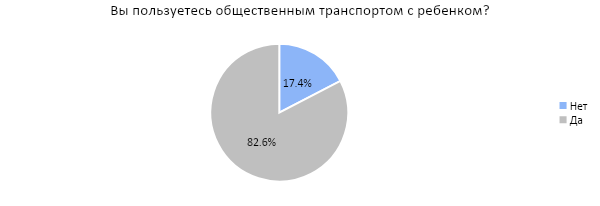 Вы пользуетесь общественным транспортом с ребенком?
17.4%
82.6%
Нет
Да